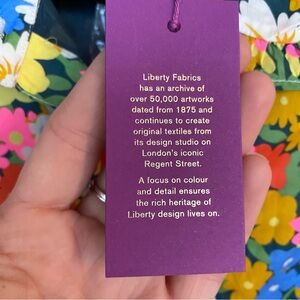 Liberty Fabrics
has an archive of
over 50,000 artworks
dated from 1875 and
continues to create
original textiles from
its design studio on
London's iconic
Regent Street.
A focus on colour
and detail ensures
the rich heritage of
Liberty design lives on.